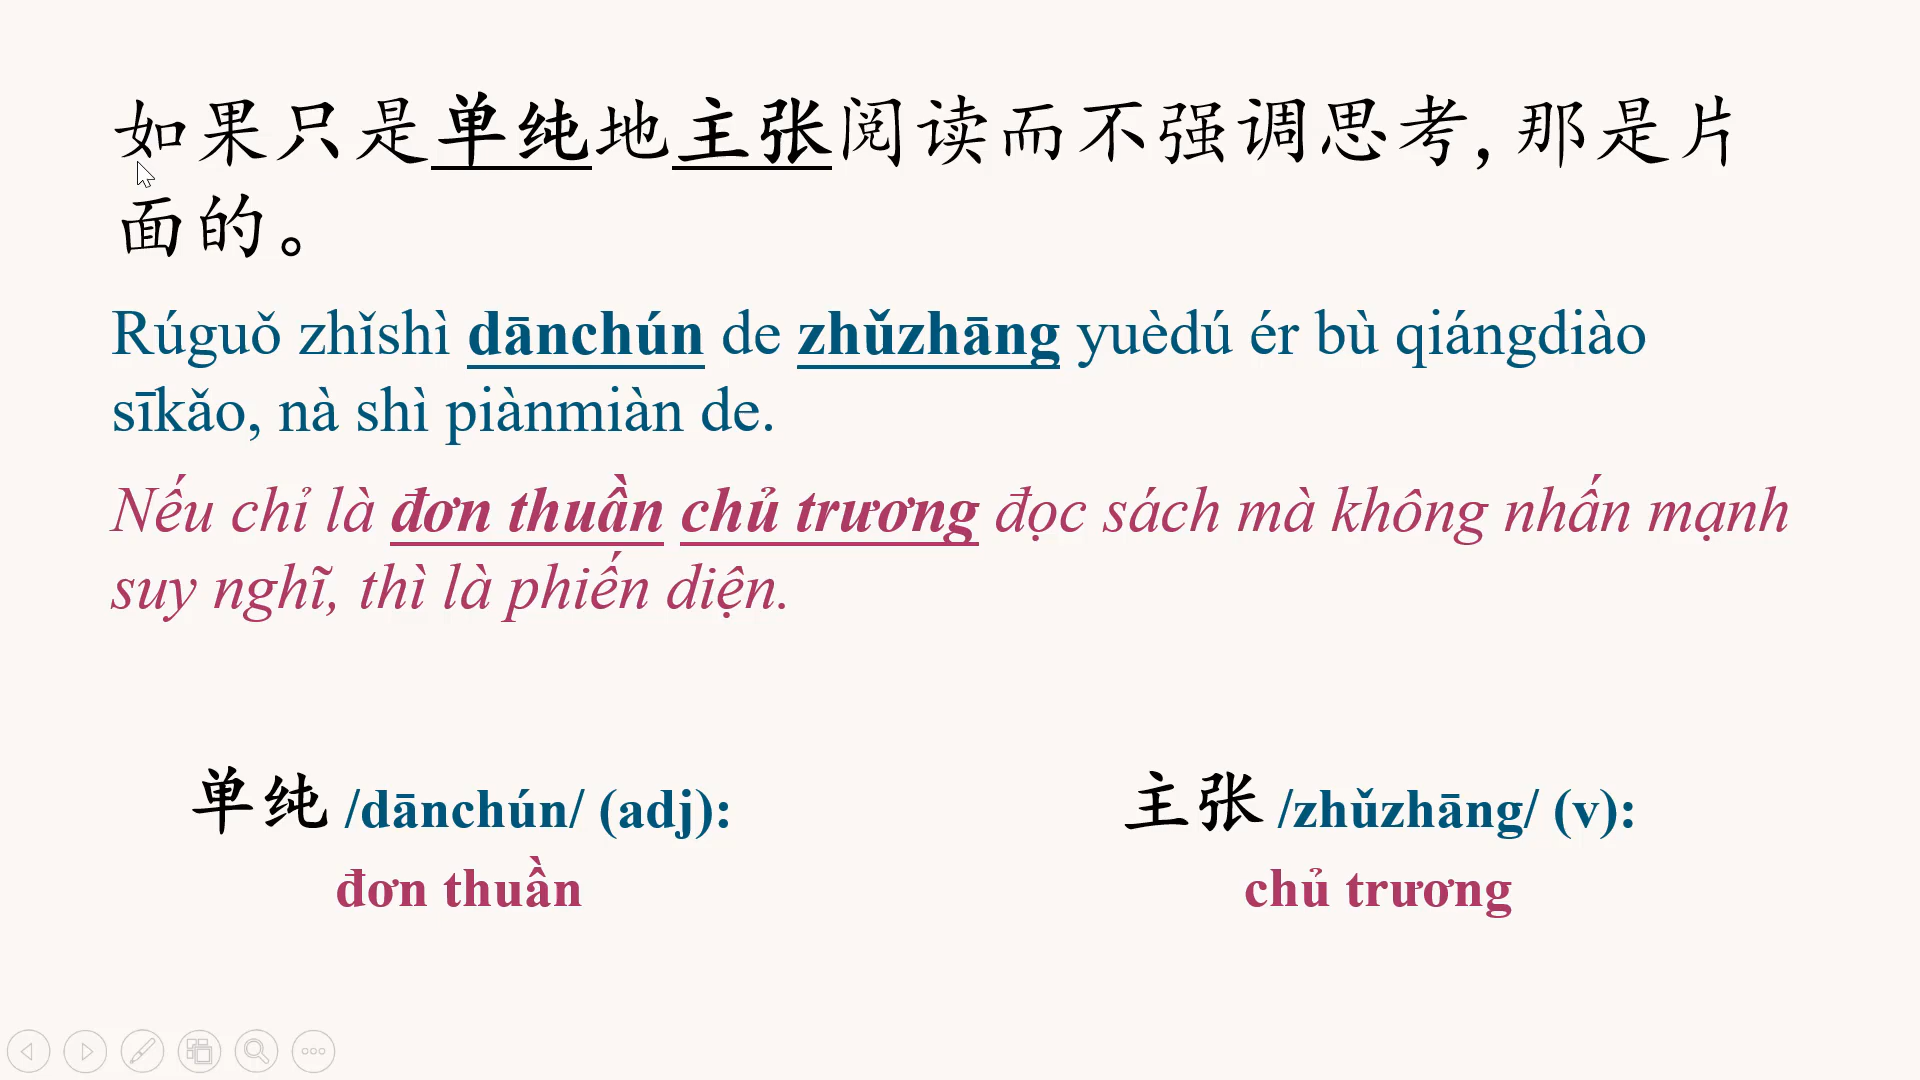 如果只是单纯地主张阅读而不强调思考,那是片
面的。
Rúguǒ zhǐshì dānchún de zhǔzhāng yuèdú ér bù qiángdiào
sīkǎo, nà shì piànmiàn de.
Nếu chỉ là đơn thuần chủ trương đọc sách mà không nhấn mạnh
suy nghĩ, thì là phiến diện.
单纯 /dānchún/ (adj):
đơn thuần
主张 /zhǔzhāng/ (v):
chủ trương